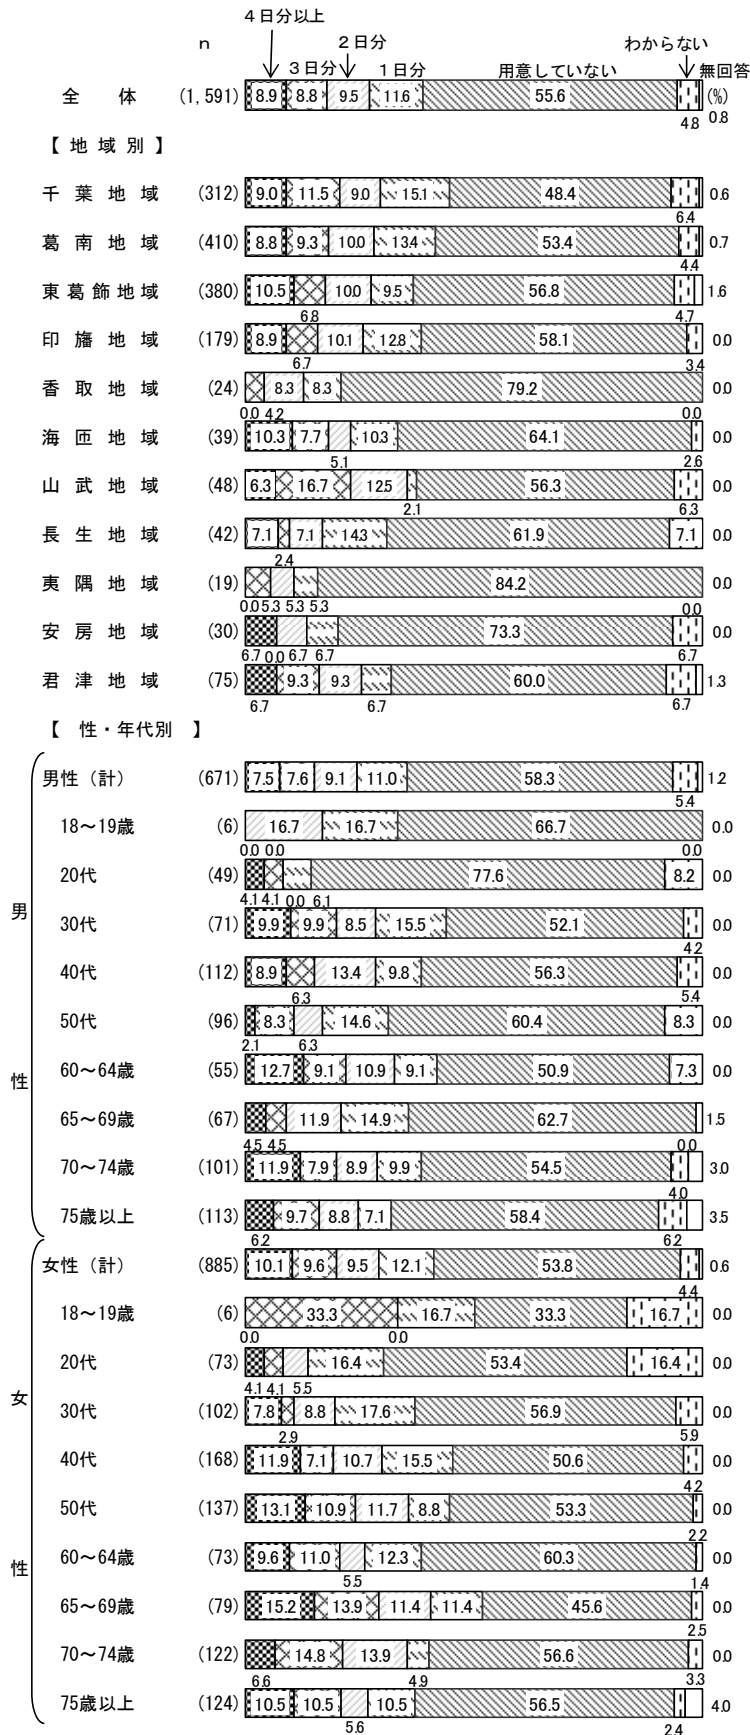 ４日分以上
ｎ ２日分 わからない
３日分 １日分 用意していない 無回答
全体 (1,591) 8.9 8.8 9.5 11.6 55.6 (%)
4.8 0.8
【地域別】
千葉地域 (312) 9.0 11.5 9.0 15.1 48.4 0.6
6.4
葛南地域 (410) 8.8 9.3 10.0 13.4 53.4 0.7
4.4
東葛飾地域 (380) 10.5 10.0 9.5 56.8 1.6
6.8 4.7
印旛地域 (179) 8.9 10.1 12.8 58.1 0.0
6.7 3.4
香取地域 (24) 8.3 8.3 79.2 0.0
0.0 4.2 0.0
海匝地域 (39) 10.3 7.7 10.3 64.1 0.0
5.1 2.6
山武地域 (48) 6.3 16.7 12.5 56.3 0.0
2.1 6.3
長生地域 (42) 7.1 7.1 14.3 61.9 7.1 0.0
2.4
夷隅地域 (19) 84.2 0.0
0.0 5.3 5.3 5.3 0.0
安房地域 (30) 73.3 0.0
6.7 0.0 6.7 6.7 6.7
君津地域 (75) 9.3 9.3 60.0 1.3
6.7 6.7 6.7
【性・年代別】
男性（計） (671) 7.5 7.6 9.1 11.0 58.3 1.2
5.4
18～19歳 (6) 16.7 16.7 66.7 0.0
0.0 0.0 0.0
20代 (49) 77.6 8.2 0.0
4.1 4.1 0.0 6.1
男
30代 (71) 9.9 9.9 8.5 15.5 52.1 0.0
4.2
40代 (112) 8.9 13.4 9.8 56.3 0.0
6.3 5.4
50代 (96) 8.3 14.6 60.4 8.3 0.0
2.1 6.3
性
60～64歳 (55) 12.7 9.1 10.9 9.1 50.9 7.3 0.0
65～69歳 (67) 11.9 14.9 62.7 1.5
4.5 4.5 0.0
70～74歳 (101) 11.9 7.9 8.9 9.9 54.5 3.0
4.0
75歳以上 (113) 9.7 8.8 7.1 58.4 3.5
6.2 6.2
女性（計） (885) 10.1 9.6 9.5 12.1 53.8 0.6
4.4
18～19歳 (6) 33.3 16.7 33.3 16.7 0.0
0.0 0.0
20代 (73) 16.4 53.4 16.4 0.0
4.1 4.1 5.5
女
30代 (102) 7.8 8.8 17.6 56.9 0.0
2.9 5.9
40代 (168) 11.9 7.1 10.7 15.5 50.6 0.0
4.2
50代 (137) 13.1 10.9 11.7 8.8 53.3 0.0
2.2
性
60～64歳 (73) 9.6 11.0 12.3 60.3 0.0
5.5 1.4
65～69歳 (79) 15.2 13.9 11.4 11.4 45.6 0.0
2.5
70～74歳 (122) 14.8 13.9 56.6 0.0
6.6 4.9 3.3
75歳以上 (124) 10.5 10.5 10.5 56.5 4.0
5.6 2.4